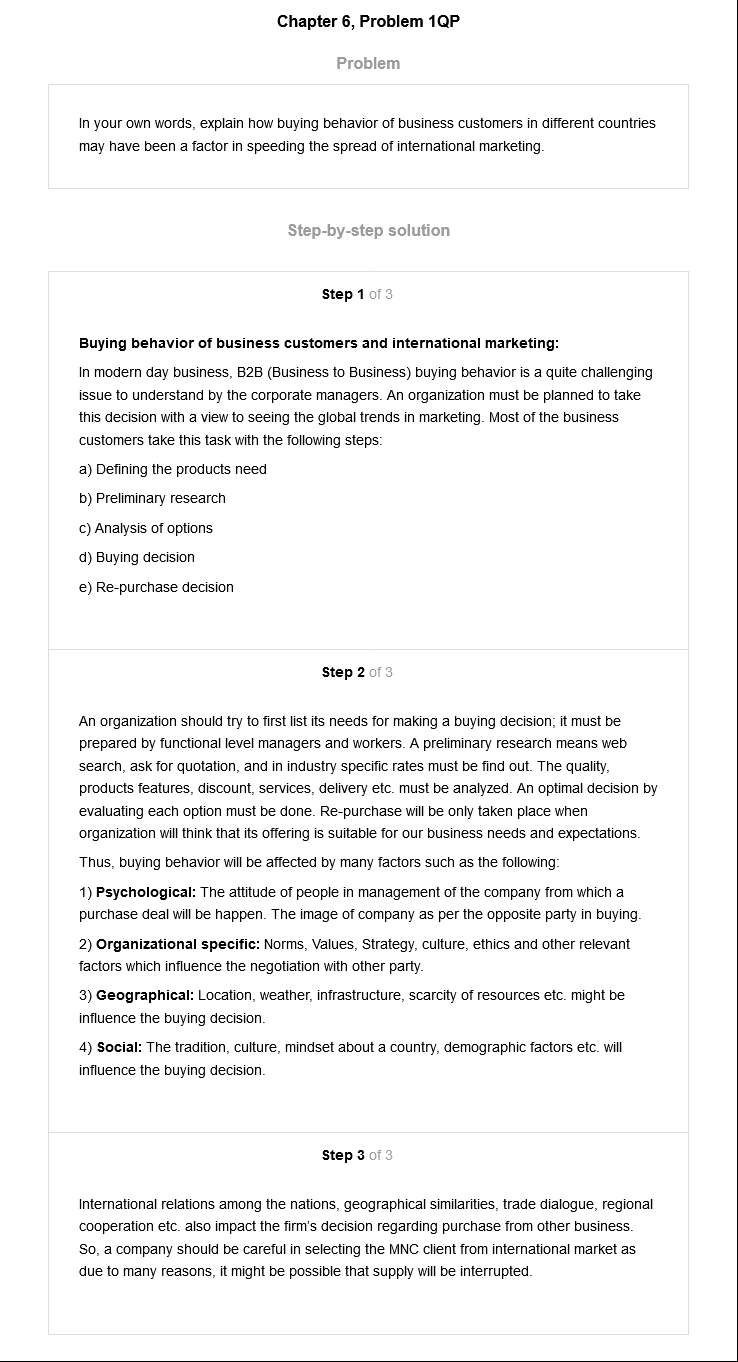 Chapter 6, Problem 1QP
Problem
In your own words, explain how buying behavior of business customers in different countries
may have been a factor in speeding the spread of international marketing.
Step-by-step solution
Step 1 of 3
Buying behavior of business customers and international marketing:
In modern day business, B2B (Business to Business) buying behavior is a quite challenging
issue to understand by the corporate managers. An organization must be planned to take
this decision with a view to seeing the global trends in marketing. Most of the business
customers take this task with the following steps:
a) Defining the products need
b) Preliminary research
c) Analysis of options
d) Buying decision
e) Re-purchase decision
Step 2 of 3
An organization should try to first list its needs for making a buying decision; it must be
prepared by functional level managers and workers. A preliminary research means web
search, ask for quotation, and in industry specific rates must be find out. The quality,
products features, discount, services, delivery etc. must be analyzed. An optimal decision by
evaluating each option must be done. Re-purchase will be only taken place when
organization will think that its offering is suitable for our business needs and expectations.
Thus, buying behavior will be affected by many factors such as the following:
1) Psychological: The attitude of people in management of the company from which a
purchase deal will be happen. The image of company as per the opposite party in buying.
2) Organizational specific: Norms, Values, Strategy, culture, ethics and other relevant
factors which influence the negotiation with other party.
3) Geographical: Location, weather, infrastructure, scarcity of resources etc. might be
influence the buying decision.
4) Social: The tradition, culture, mindset about a country, demographic factors etc. will
influence the buying decision.
Step 3 of 3
International relations among the nations, geographical similarities, trade dialogue, regional
cooperation etc. also impact the firm's decision regarding purchase from other business.
So, a company should be careful in selecting the MNC client from international market as
due to many reasons, it might be possible that supply will be interrupted.